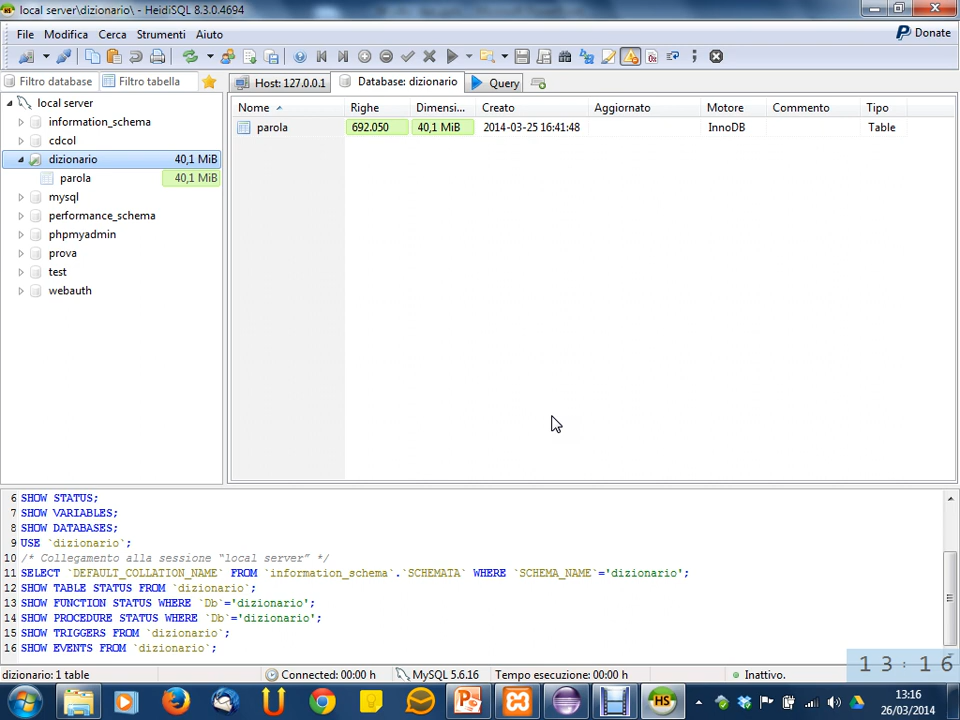 local server\dizionario\ - HeidiSQL 8.3.0.4694
File Modifica Cerca Strumenti Aiuto
Donate
Filtro database Filtro tabella
Host: 127.0.0.1 Database: dizionario Query
local server
information_schema
cdcol
dizionario 40,1 MiB
parola 40,1 MiB
mysql
performance_schema
phpmyadmin
prova
test
webauth
Nome Righe Dimensi... Creato Aggiornato Motore Commento Tipo
parola 692.050 40,1 MiB 2014-03-25 16:41:48 InnoDB Table
6 SHOW STATUS;
7 SHOW VARIABLES;
8 SHOW DATABASES;
9 USE `dizionario`;
10 /* Collegamento alla sessione "local server" */
11 SELECT `DEFAULT_COLLATION_NAME` FROM `information_schema`.`SCHEMATA` WHERE `SCHEMA_NAME`='dizionario';
12 SHOW TABLE STATUS FROM `dizionario`;
13 SHOW FUNCTION STATUS WHERE `Db`='dizionario';
14 SHOW PROCEDURE STATUS WHERE `Db`='dizionario';
15 SHOW TRIGGERS FROM `dizionario`;
16 SHOW EVENTS FROM `dizionario`;
dizionario: 1 table Connected: 00:00 h MySQL 5.6.16 Tempo esecuzione: 00:00 h Inattivo.
13:16
13:16
26/03/2014